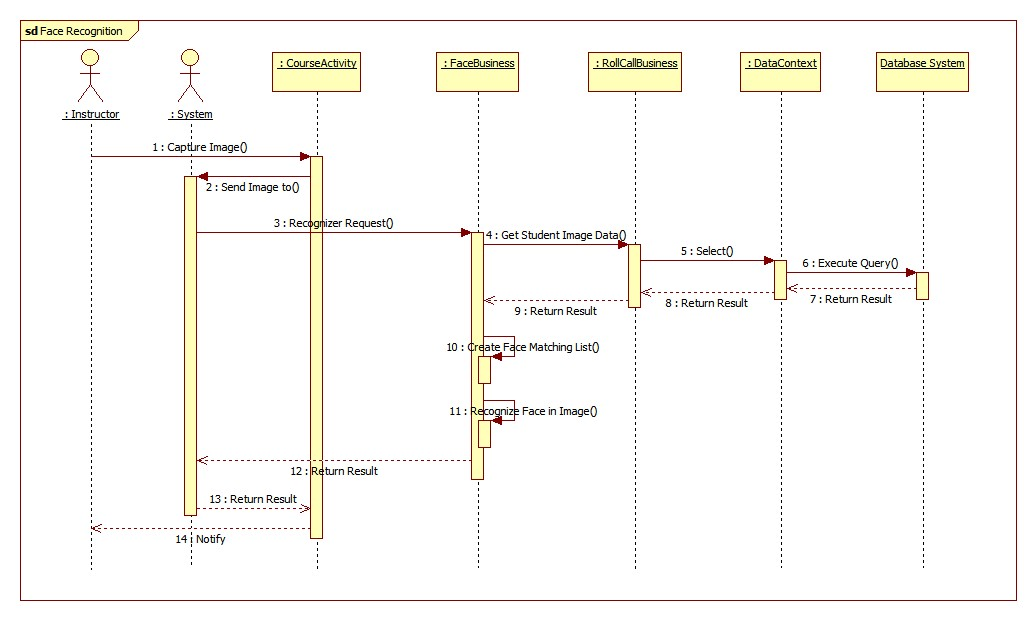 sd Face Recognition
: Instructor
: System
: CourseActivity
: FaceBusiness
: RollCallBusiness
: DataContext
Database System
1 : Capture Image()
2 : Send Image to()
3 : Recognizer Request()
4 : Get Student Image Data()
5 : Select()
6 : Execute Query()
7 : Return Result
8 : Return Result
9 : Return Result
10 : Create Face Matching List()
11 : Recognize Face in Image()
12 : Return Result
13 : Return Result
14 : Notify